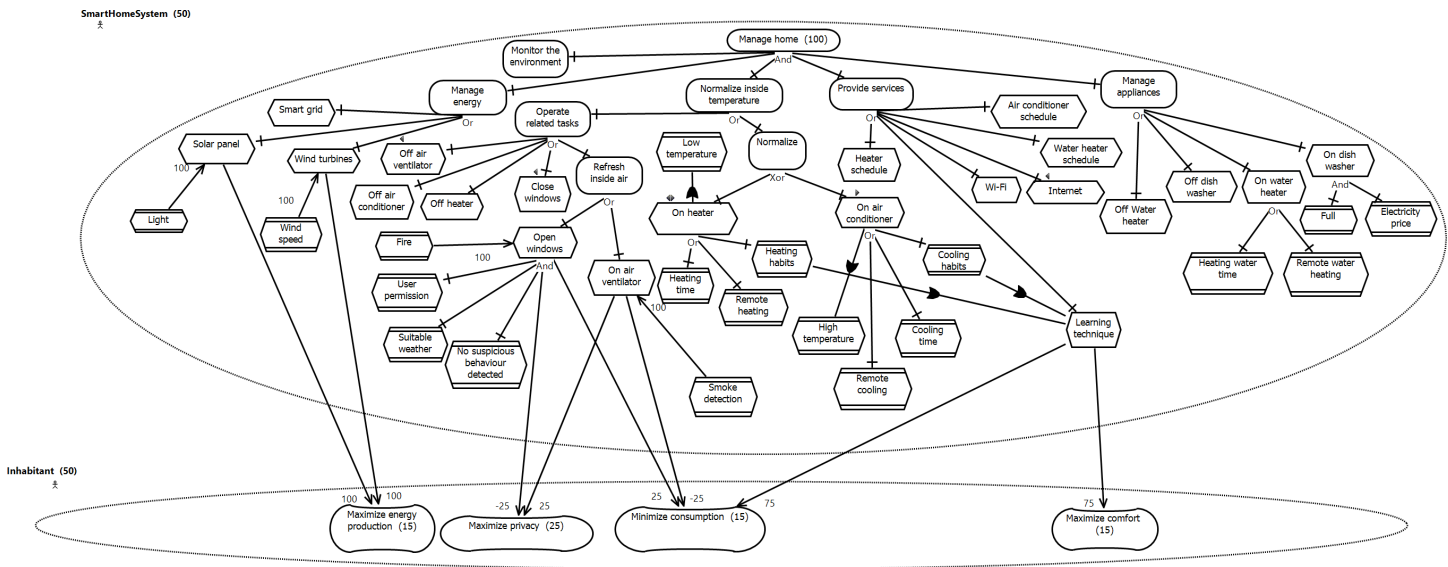 SmartHomeSystem (50)
Manage home (100)
And
Monitor the
environment
Manage
energy
Or
Normalize inside
temperature
Or
Provide services
Or
Manage
appliances
Or
Smart grid
Solar panel
100
Wind turbines
100
Light
Wind
speed
Operate
related tasks
Or
Off air
ventilator
Off air
conditioner
Off heater
Close
windows
Refresh
inside air
Or
Open
windows
And
Fire
100
User
permission
Suitable
weather
No suspicious
behaviour
detected
On air
ventilator
100
Smoke
detection
Low
temperature
Normalize
Xor
On heater
Or
Heating
time
Remote
heating
Heating
habits
On air
conditioner
Or
High
temperature
Remote
cooling
Cooling
time
Cooling
habits
Heater
schedule
Wi-Fi
Internet
Water heater
schedule
Air conditioner
schedule
Learning
technique
Off Water
heater
Off dish
washer
On water
heater
Or
Heating water
time
Remote water
heating
On dish
washer
And
Full
Electricity
price
Inhabitant (50)
100
100
Maximize energy
production (15)
-25
25
Maximize privacy (25)
25
-25
75
Minimize consumption (15)
75
Maximize comfort
(15)